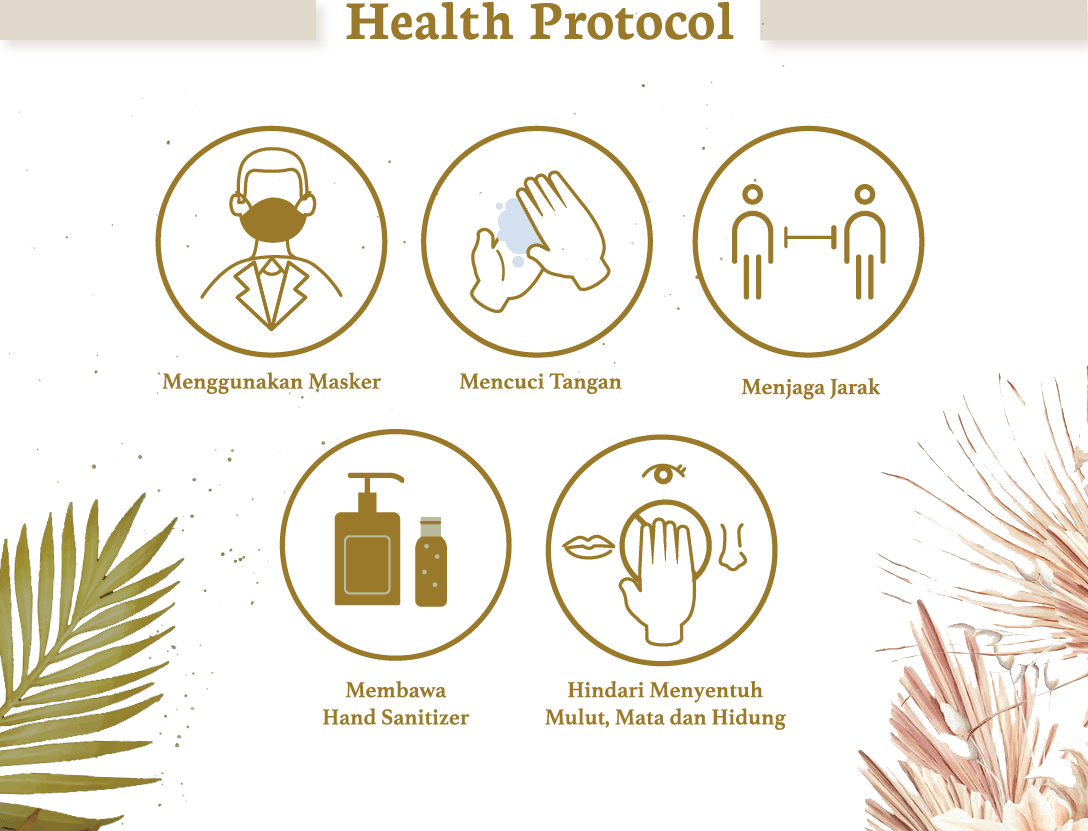 Health Protocol
Menggunakan Masker
Mencuci Tangan
Menjaga Jarak
Membawa
Hand Sanitizer
Hindari Menyentuh
Mulut, Mata dan Hidung